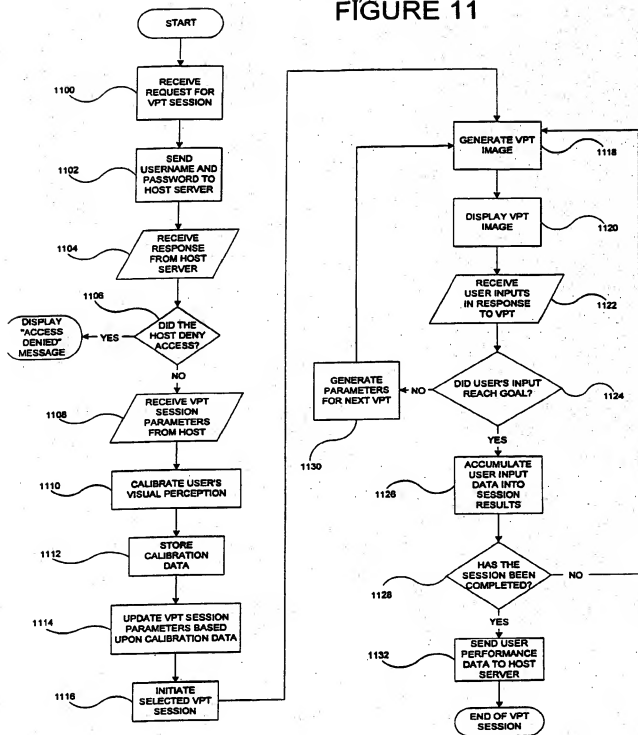 FIGURE 11
START
1100
RECEIVE
REQUEST FOR
VPT SESSION
1102
SEND
USERNAME AND
PASSWORD TO
HOST SERVER
1104
RECEIVE
RESPONSE
FROM HOST
SERVER
1106
DID THE
HOST DENY
ACCESS?
YES
DISPLAY
"ACCESS
DENIED"
MESSAGE
NO
1108
RECEIVE VPT
SESSION
PARAMETERS
FROM HOST
1110
CALIBRATE USER'S
VISUAL PERCEPTION
1112
STORE
CALIBRATION
DATA
1114
UPDATE VPT SESSION
PARAMETERS BASED
UPON CALIBRATION DATA
1116
INITIATE
SELECTED VPT
SESSION
GENERATE VPT
IMAGE
1118
DISPLAY VPT
IMAGE
1120
RECEIVE
USER INPUTS
IN RESPONSE
TO VPT
1122
DID USER'S INPUT
REACH GOAL?
1124
NO
GENERATE
PARAMETERS
FOR NEXT VPT
1130
YES
1126
ACCUMULATE
USER INPUT
DATA INTO
SESSION
RESULTS
1128
HAS THE
SESSION BEEN
COMPLETED?
NO
YES
1132
SEND USER
PERFORMANCE
DATA TO HOST
SERVER
END OF VPT
SESSION